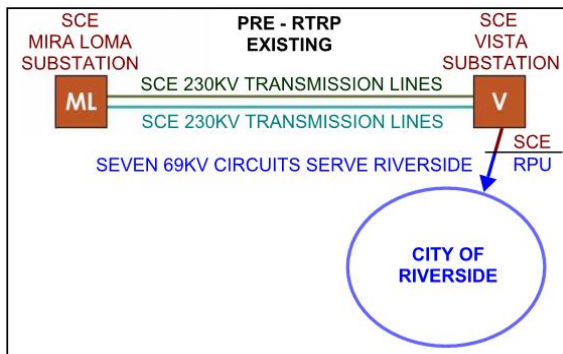 PRE - RTRP
EXISTING
SCE
MIRA LOMA
SUBSTATION
SCE
VISTA
SUBSTATION
ML
SCE 230KV TRANSMISSION LINES
V
SCE 230KV TRANSMISSION LINES
SCE
SEVEN 69KV CIRCUITS SERVE RIVERSIDE
RPU
CITY OF
RIVERSIDE